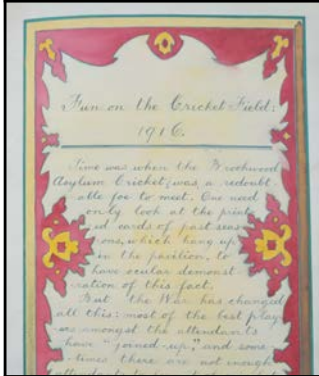 Fun on the Cricket Field:
1916.
Time was when the Brookwood
Asylum Cricket, was a redoubt-
able foe to meet. One need
only look at the print
ed cards of past seas
ons, which hang up
in the pavilion, to
have ocular demonst
ration of this fact.
But the War has changed
all this: most of the best play
ers amongst the attendants
have "joined up," and some
times there are not enough
attendants